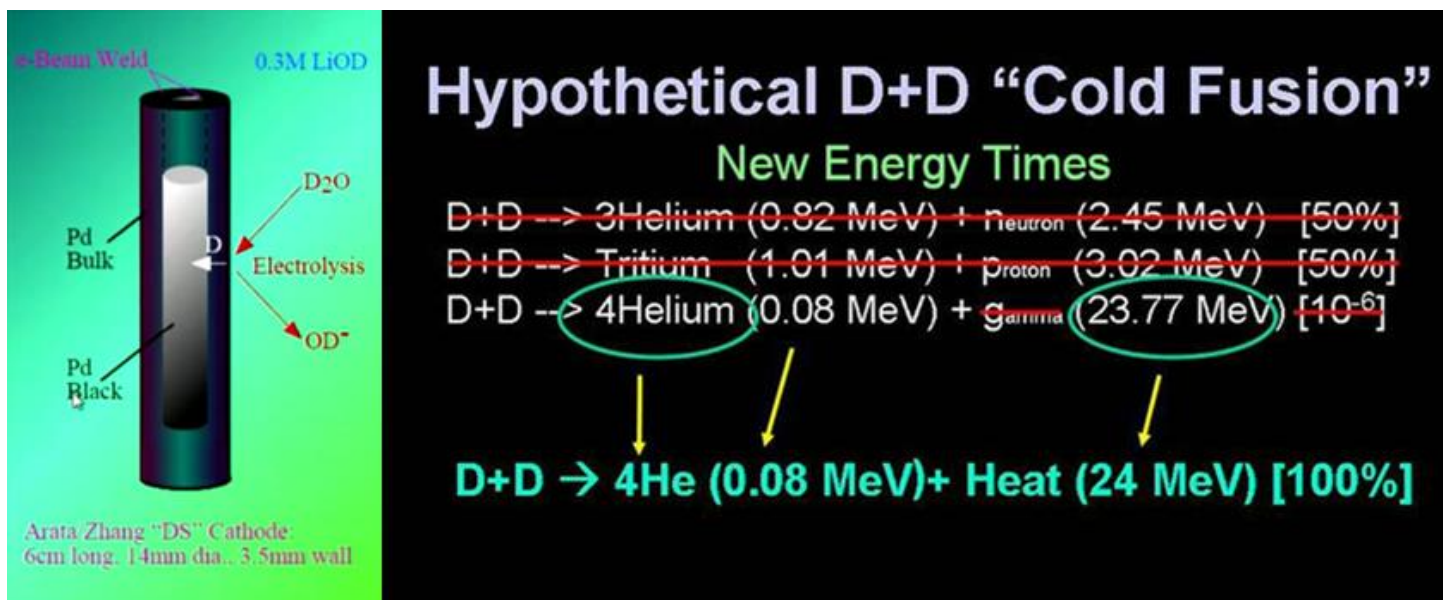 e-Beam Weld
0.3M LiOD
D2O
Pd
Bulk
D
Electrolysis
OD-
Pd
Black
Arata/Zhang "DS" Cathode:
6cm long. 14mm dia.. 3.5mm wall
Hypothetical D+D “Cold Fusion”
New Energy Times
D+D --> 3Helium (0.82 MeV) + neutron (2.45 MeV) [50%]
D+D --> Tritium (1.01 MeV) + proton (3.02 MeV) [50%]
D+D --> 4Helium (0.08 MeV) + gamma (23.77 MeV) [10-6]
D+D → 4He (0.08 MeV)+ Heat (24 MeV) [100%]